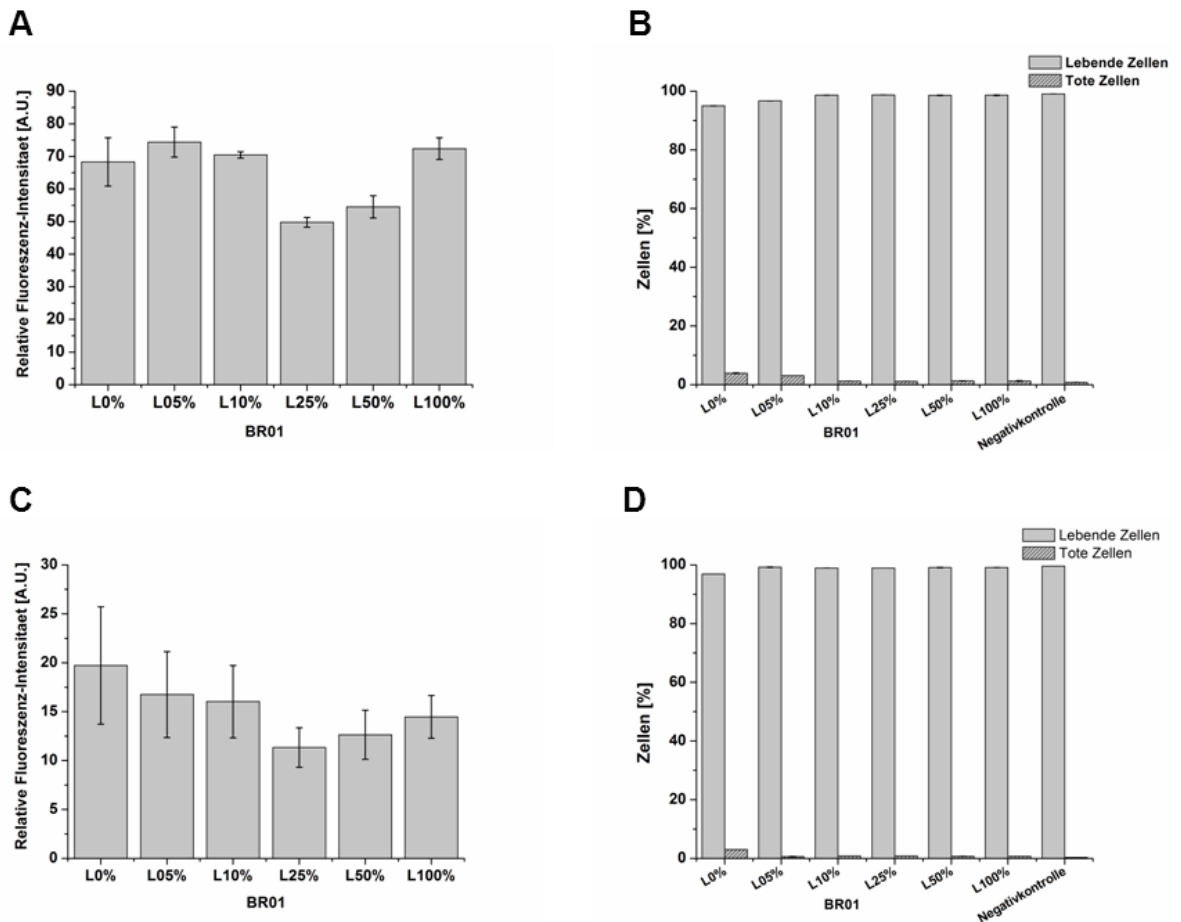 A
Relative Fluoreszenz-Intensitaet [A.U.]
90
80
70
60
50
40
30
20
10
0
L0% L05% L10% L25% L50% L100%
BR01
B
Lebende Zellen
Tote Zellen
Zellen [%]
100
80
60
40
20
0
L0% L05% L10% L25% L50% L100% Negativkontrolle
BR01
C
Relative Fluoreszenz-Intensitaet [A.U.]
30
25
20
15
10
5
0
L0% L05% L10% L25% L50% L100%
BR01
D
Lebende Zellen
Tote Zellen
Zellen [%]
100
80
60
40
20
0
L0% L05% L10% L25% L50% L100% Negativkontrolle
BR01